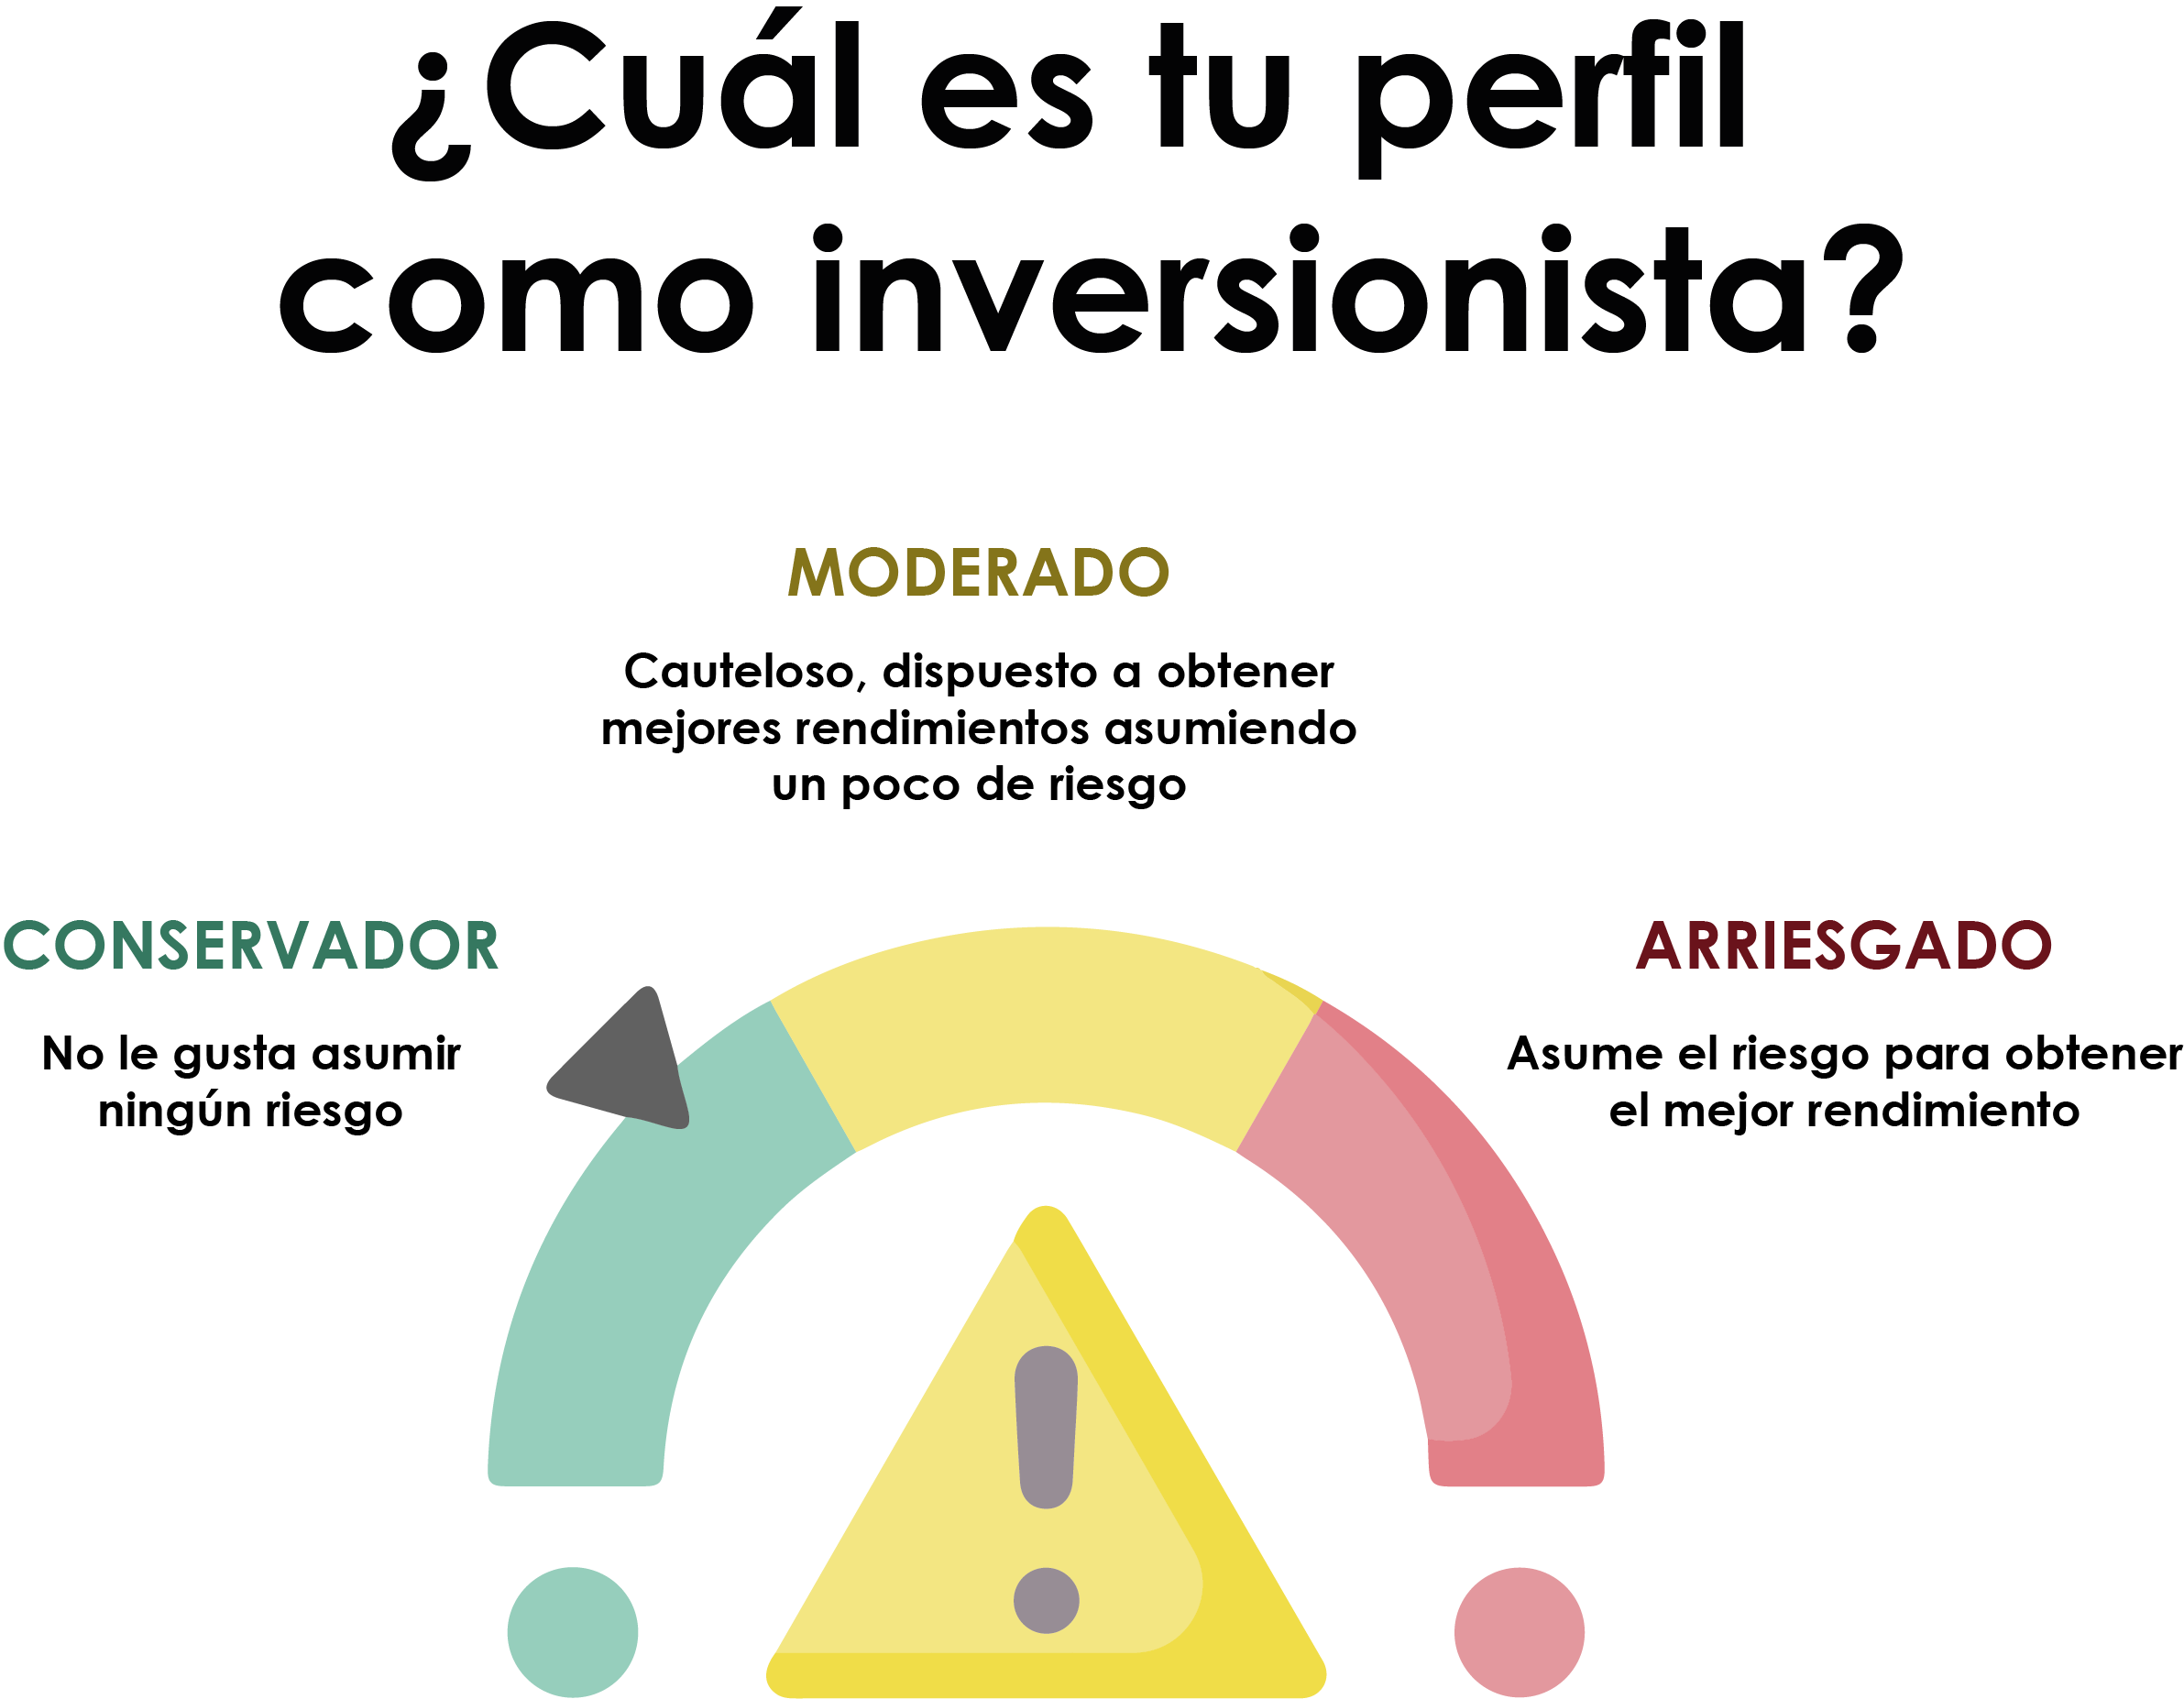 ¿Cuál es tu perfil
como inversionista?
MODERADO
Cauteloso, dispuesto a obtener
mejores rendimientos asumiendo
un poco de riesgo
CONSERVADOR
No le gusta asumir
ningún riesgo
ARRIESGADO
Asume el riesgo para obtener
el mejor rendimiento